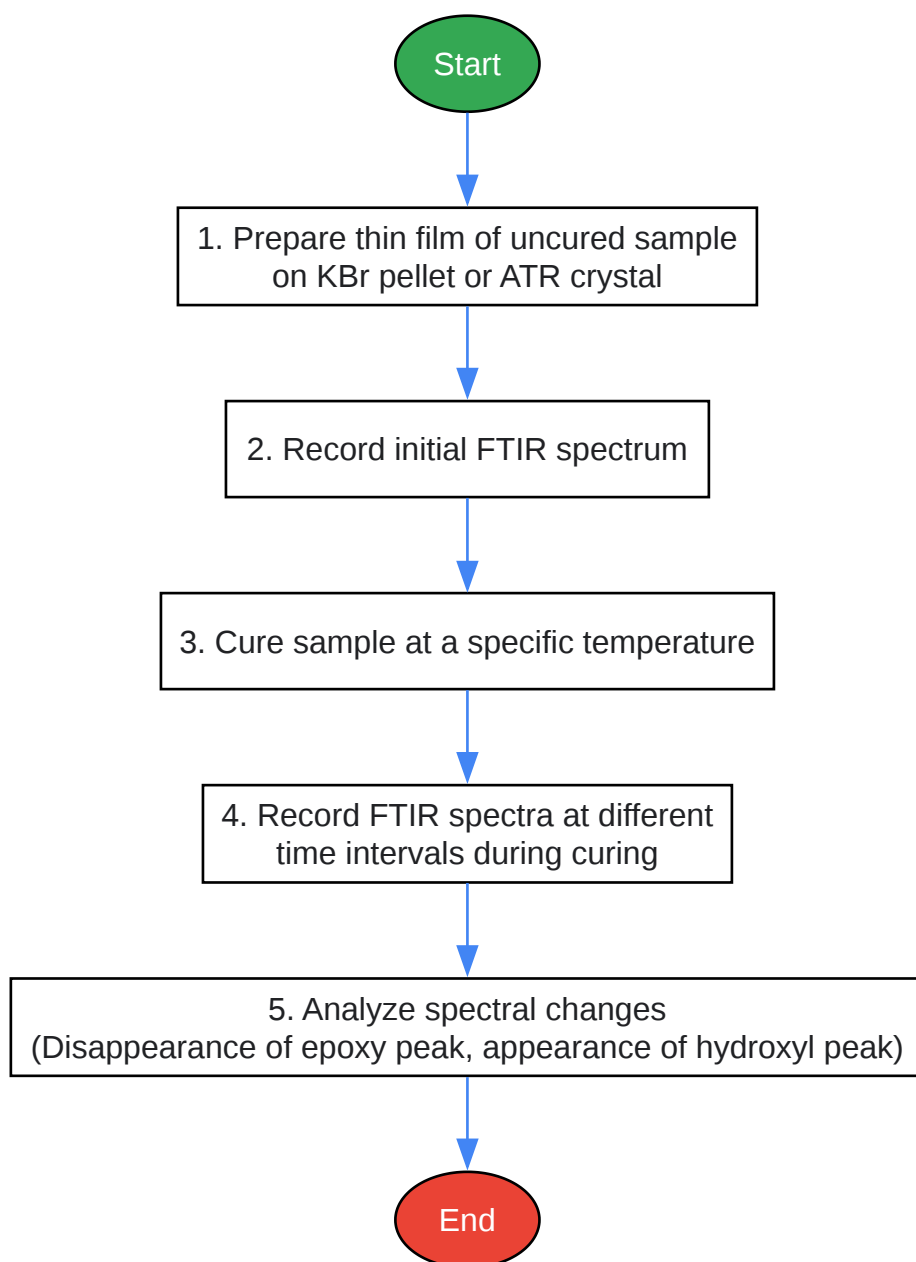 Start
1. Prepare thin film of uncured sample
on KBr pellet or ATR crystal
2. Record initial FTIR spectrum
3. Cure sample at a specific temperature
4. Record FTIR spectra at different
time intervals during curing
5. Analyze spectral changes
(Disappearance of epoxy peak, appearance of hydroxyl peak)
End